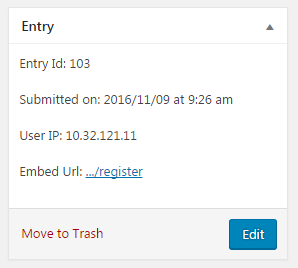 Entry
Entry Id: 103
Submitted on: 2016/11/09 at 9:26 am
User IP: 10.32.121.11
Embed Url: .../register
Move to Trash
Edit